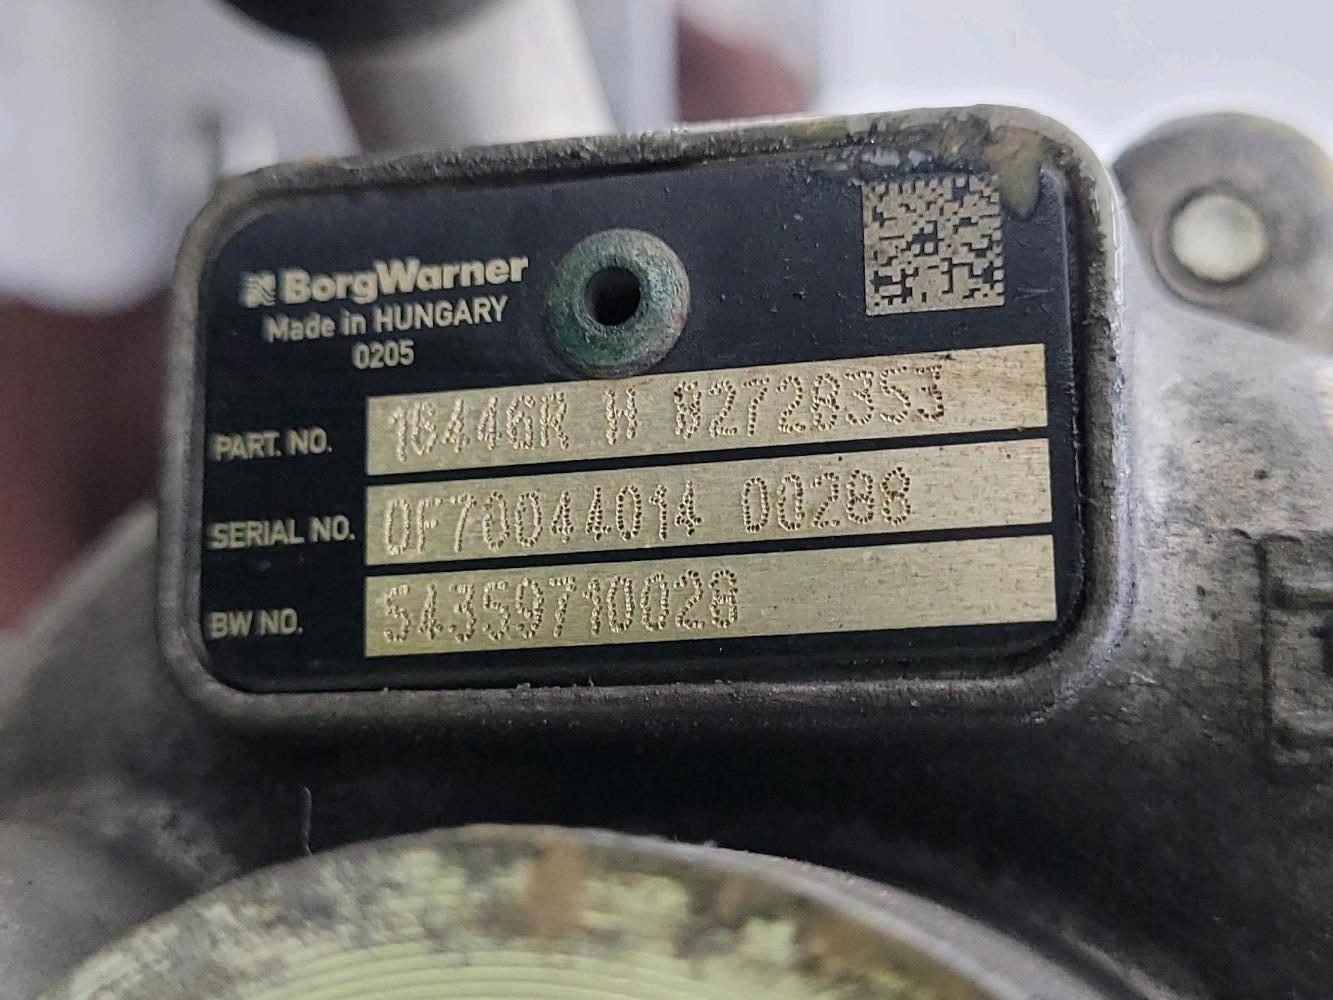 BorgWarner
Made in HUNGARY
0205
PART. NO. 16446R H 82728353
SERIAL NO. 0F70044014 00288
BW NO. 54359710028